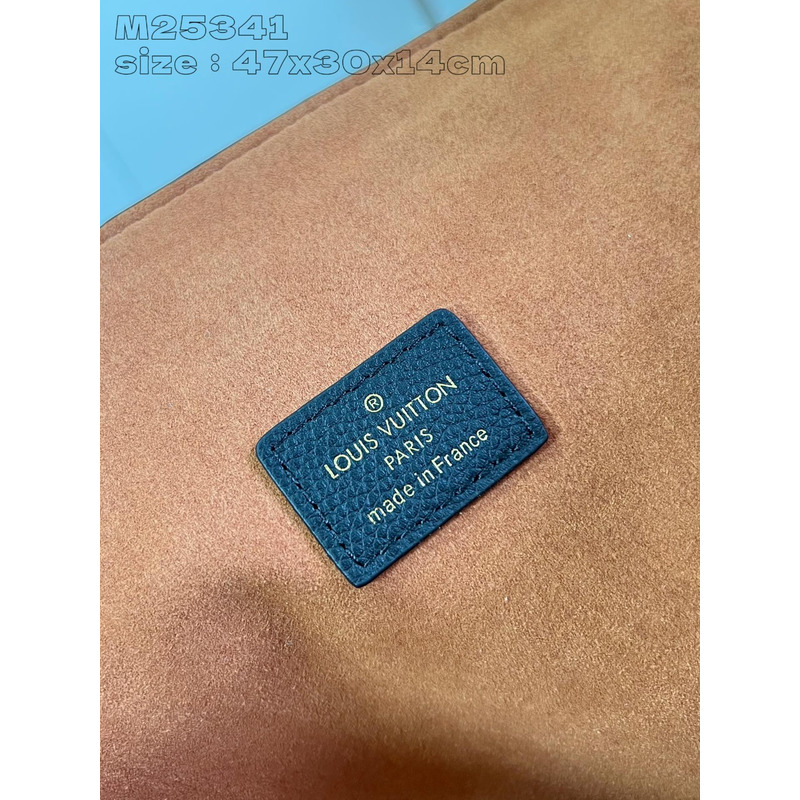 M25341
size : 47x30x14cm
®
LOUIS VUITTON
PARIS
made in France